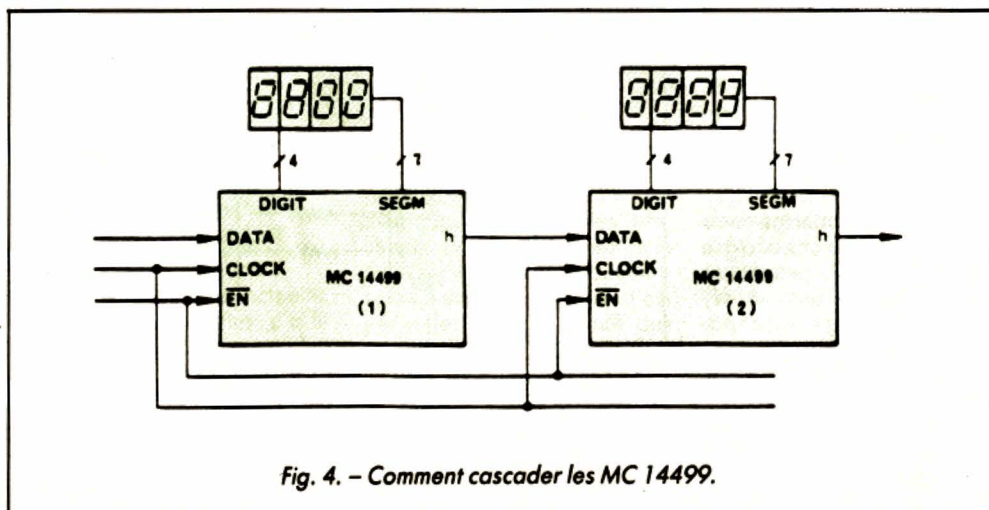 4 7 4 7
DIGIT SEGM DIGIT SEGM
DATA h DATA h
CLOCK CLOCK
MC 14499 MC 14499
EN EN
(1) (2)
Fig. 4. – Comment cascader les MC 14499.